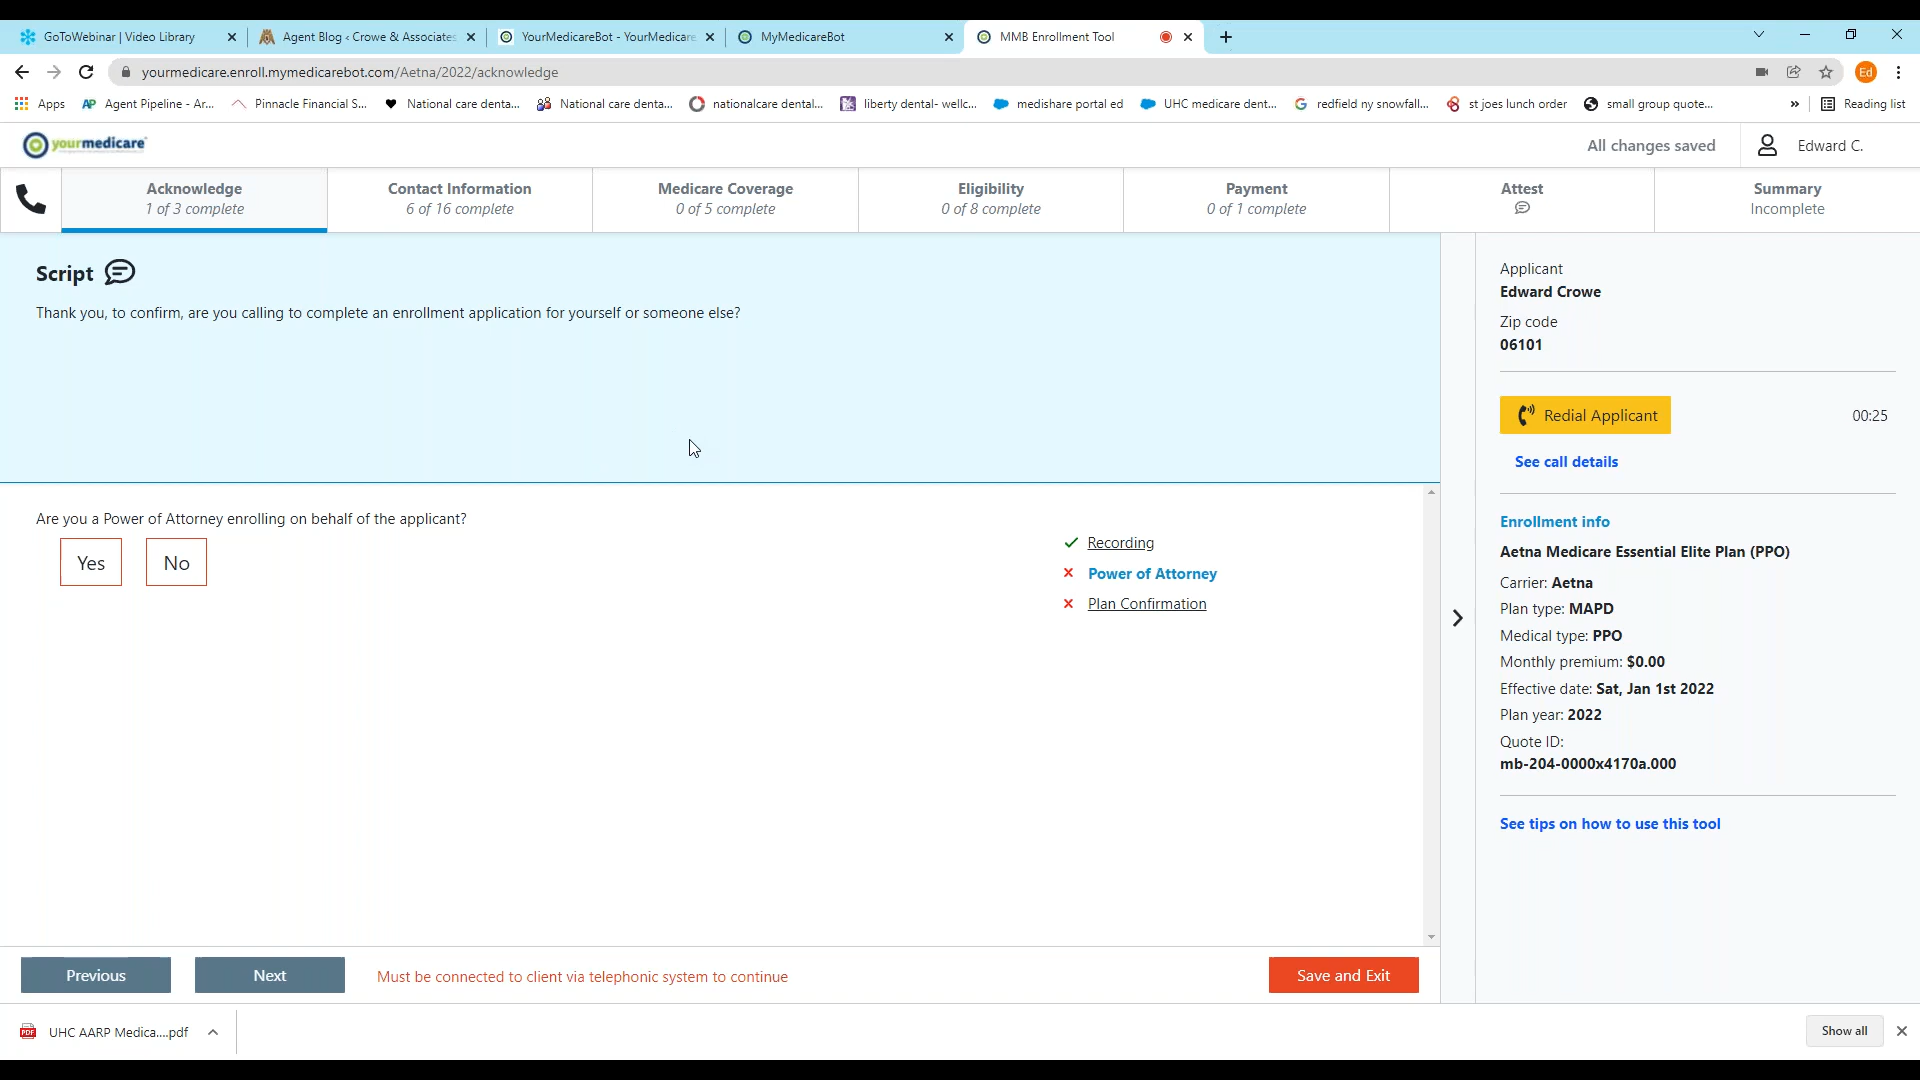 GoToWebinar | Video Library
Agent Blog ‹ Crowe & Associates
YourMedicareBot - YourMedicare
MyMedicareBot
MMB Enrollment Tool
yourmedicare.enroll.mymedicarebot.com/Aetna/2022/acknowledge
Ed
Apps
AP Agent Pipeline - Ar...
Pinnacle Financial S...
National care denta...
National care denta...
nationalcare dental...
liberty dental- wellc...
medishare portal ed
UHC medicare dent...
redfield ny snowfall...
st joes lunch order
small group quote...
»
Reading list
yourmedicare
All changes saved
Edward C.
Acknowledge
1 of 3 complete
Contact Information
6 of 16 complete
Medicare Coverage
0 of 5 complete
Eligibility
0 of 8 complete
Payment
0 of 1 complete
Attest
Summary
Incomplete
Script
Thank you, to confirm, are you calling to complete an enrollment application for yourself or someone else?
Are you a Power of Attorney enrolling on behalf of the applicant?
Yes
No
Recording
Power of Attorney
Plan Confirmation
Applicant
Edward Crowe
Zip code
06101
Redial Applicant
00:25
See call details
Enrollment info
Aetna Medicare Essential Elite Plan (PPO)
Carrier: Aetna
Plan type: MAPD
Medical type: PPO
Monthly premium: $0.00
Effective date: Sat, Jan 1st 2022
Plan year: 2022
Quote ID:
mb-204-0000x4170a.000
See tips on how to use this tool
Previous
Next
Must be connected to client via telephonic system to continue
Save and Exit
PDF
UHC AARP Medica....pdf
Show all